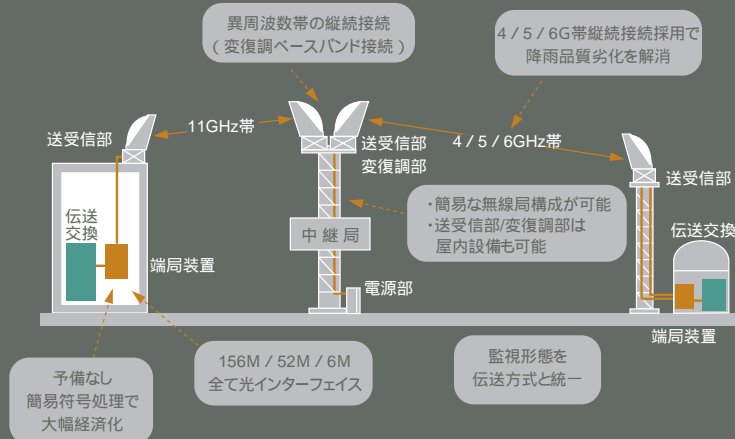 異周波数帯の縦続接続
(変復調ベースバンド接続)
4 / 5 / 6G帯縦続接続採用で
降雨品質劣化を解消
送受信部
11GHz帯
送受信部
変復調部
4 / 5 / 6GHz帯
送受信部
・簡易な無線局構成が可能
・送受信部/変復調部は
屋内設備も可能
伝送
交換
中 継 局
伝送交換
端局装置
電源部
端局装置
予備なし
簡易符号処理で
大幅経済化
156M / 52M / 6M
全て光インターフェイス
監視形態を
伝送方式と統一